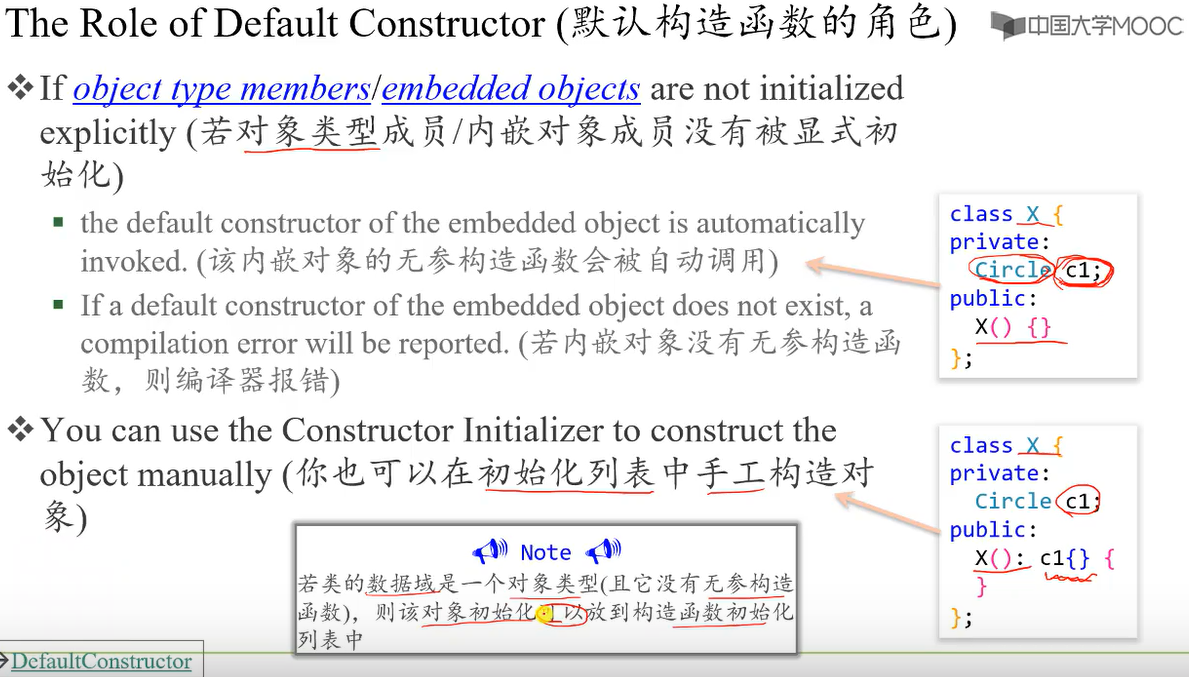 The Role of Default Constructor (默认构造函数的角色)
中国大学MOOC
❖If object type members/embedded objects are not initialized
explicitly (若对象类型成员/内嵌对象成员没有被显式初
始化)
▪ the default constructor of the embedded object is automatically
invoked. (该内嵌对象的无参构造函数会被自动调用)
▪ If a default constructor of the embedded object does not exist, a
compilation error will be reported. (若内嵌对象没有无参构造函
数，则编译器报错)
class X {
private:
Circle c1;
public:
X() {}
};
❖You can use the Constructor Initializer to construct the
object manually (你也可以在初始化列表中手工构造对
象)
class X {
private:
Circle c1;
public:
X(): c1{} {
}
};
Note
若类的数据域是一个对象类型(且它没有无参构造
函数)，则该对象初始化以放到构造函数初始化
列表中
DefaultConstructor